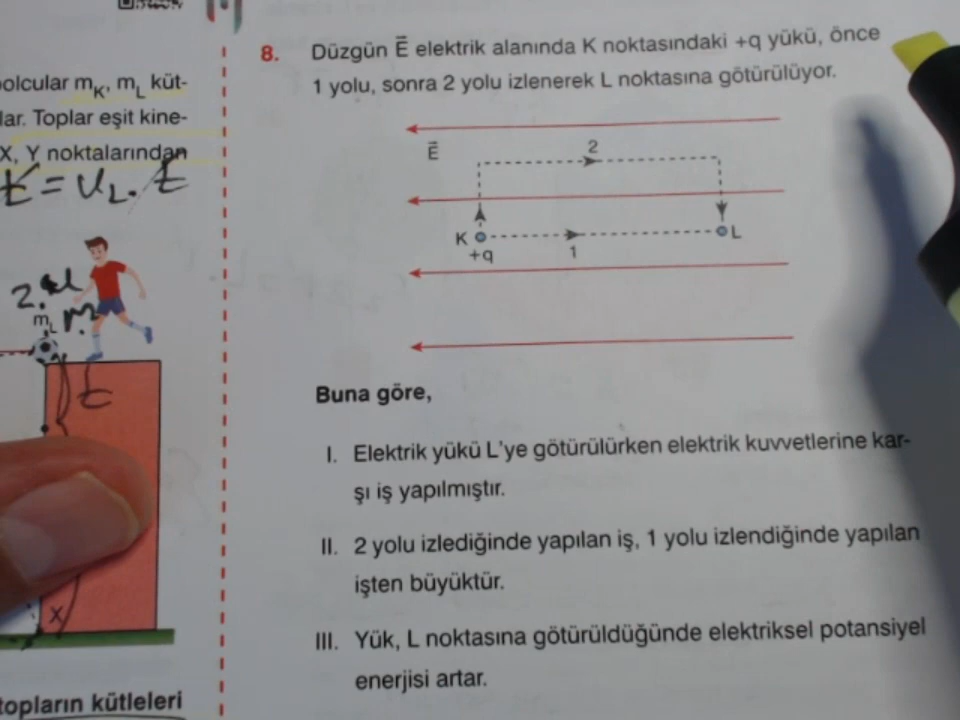 olcular mK, mL küt-
lar. Toplar eşit kine-
X, Y noktalarından
t = uL. t
2.
mL
t
X
topların kütleleri
8. Düzgün E⃗ elektrik alanında K noktasındaki +q yükü, önce
1 yolu, sonra 2 yolu izlenerek L noktasına götürülüyor.
E⃗
2
K
L
+q
1
Buna göre,
I. Elektrik yükü L'ye götürülürken elektrik kuvvetlerine kar-
şı iş yapılmıştır.
II. 2 yolu izlediğinde yapılan iş, 1 yolu izlendiğinde yapılan
işten büyüktür.
III. Yük, L noktasına götürüldüğünde elektriksel potansiyel
enerjisi artar.